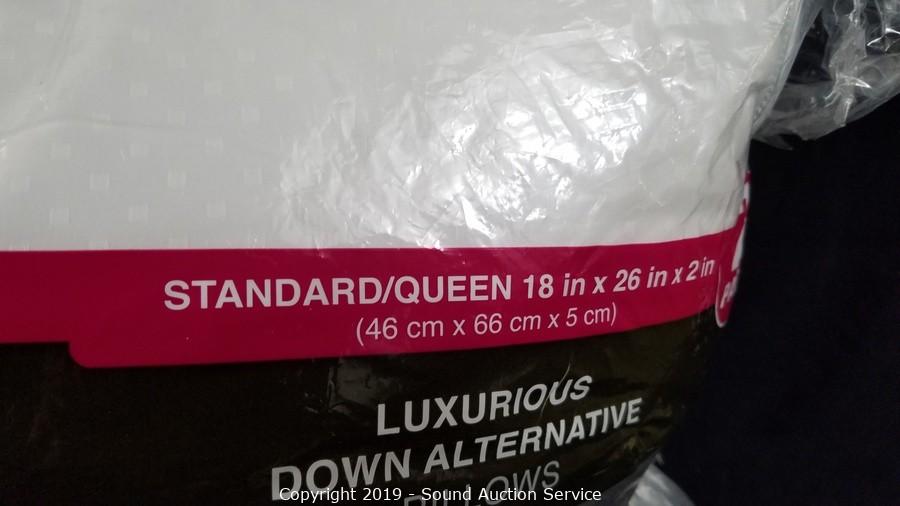 STANDARD/QUEEN 18 in x 26 in x 2 in
(46 cm x 66 cm x 5 cm)
LUXURIOUS
DOWN ALTERNATIVE
PILLOWS
Copyright 2019 - Sound Auction Service